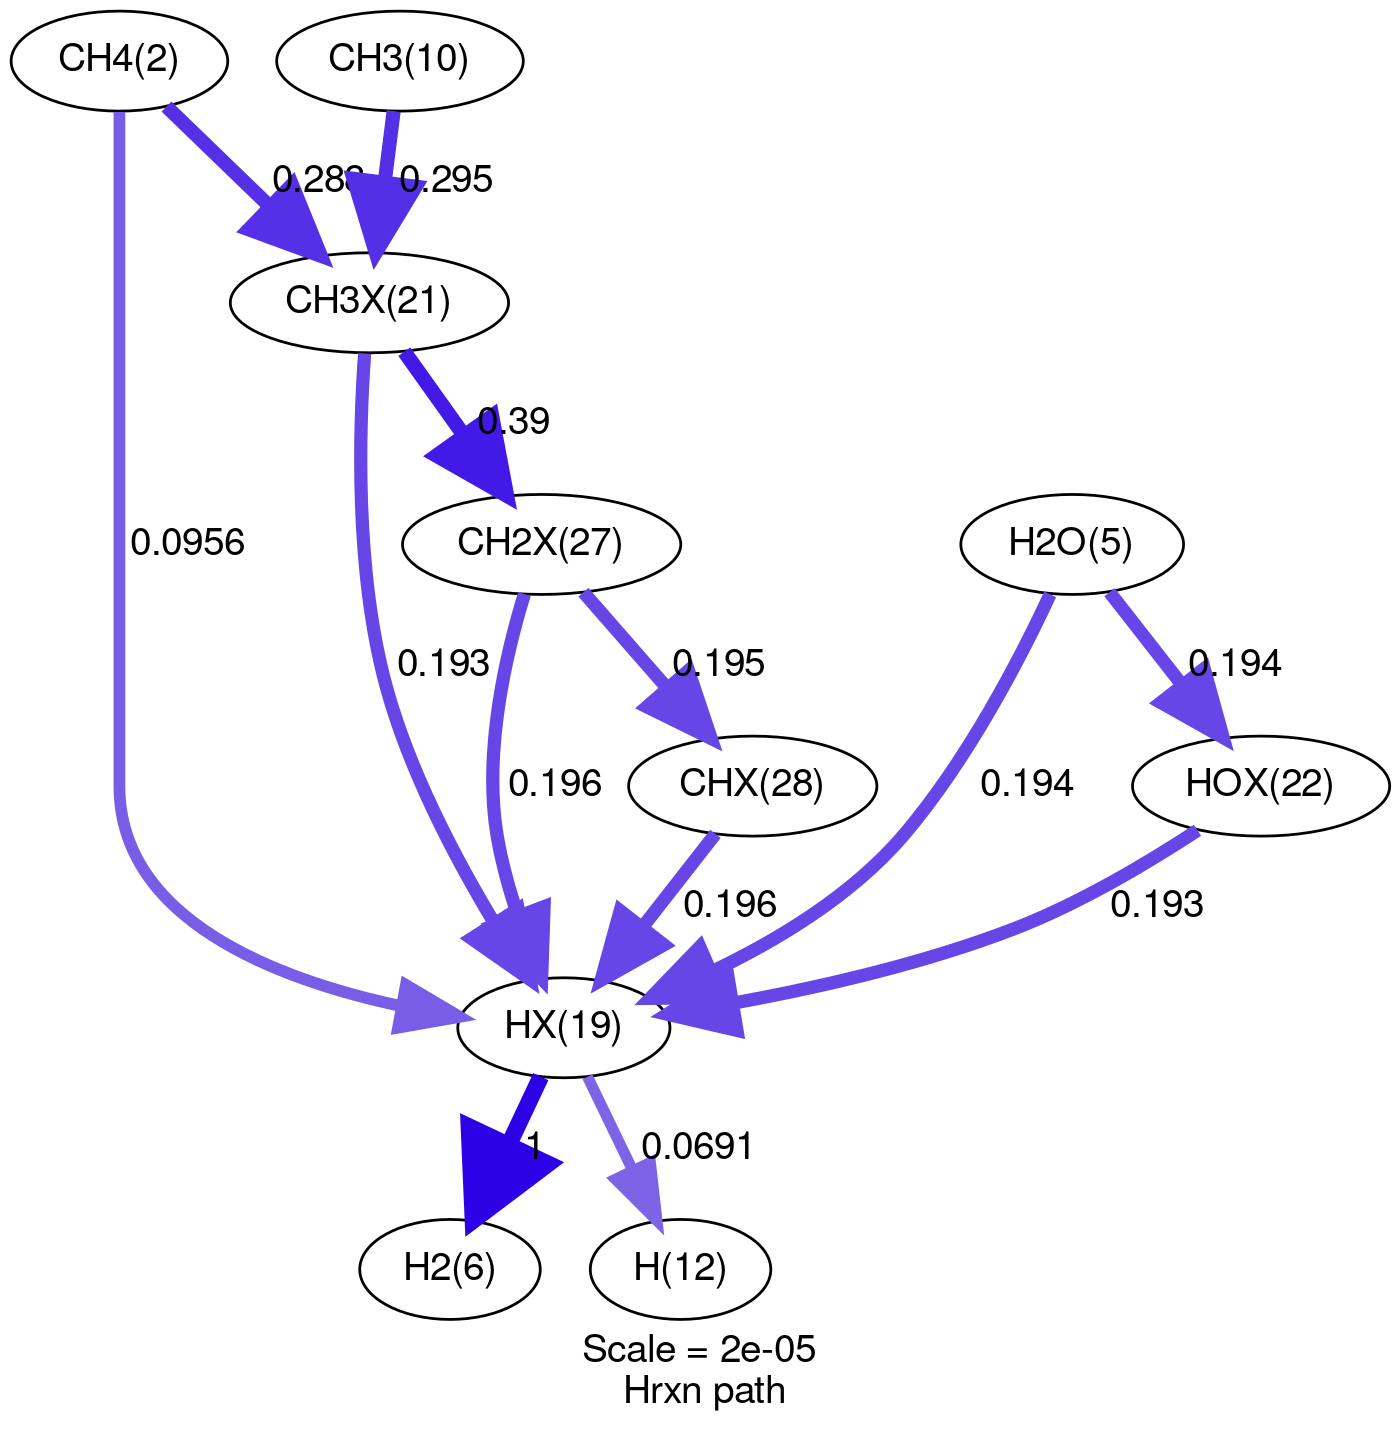 CH4(2)
CH3(10)
0.295
CH3X(21)
0.39
0.0956
CH2X(27)
H2O(5)
0.193
0.195
0.194
0.196
CHX(28)
0.194
HOX(22)
0.196
0.193
HX(19)
1
0.0691
H2(6)
H(12)
Scale = 2e-05
Hrxn path